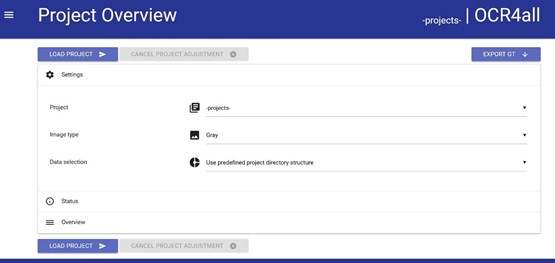 Project Overview
-projects- | OCR4all
LOAD PROJECT CANCEL PROJECT ADJUSTMENT EXPORT GT
Settings
Project -projects-
Image type Gray
Data selection Use predefined project directory structure
Status
Overview
LOAD PROJECT CANCEL PROJECT ADJUSTMENT